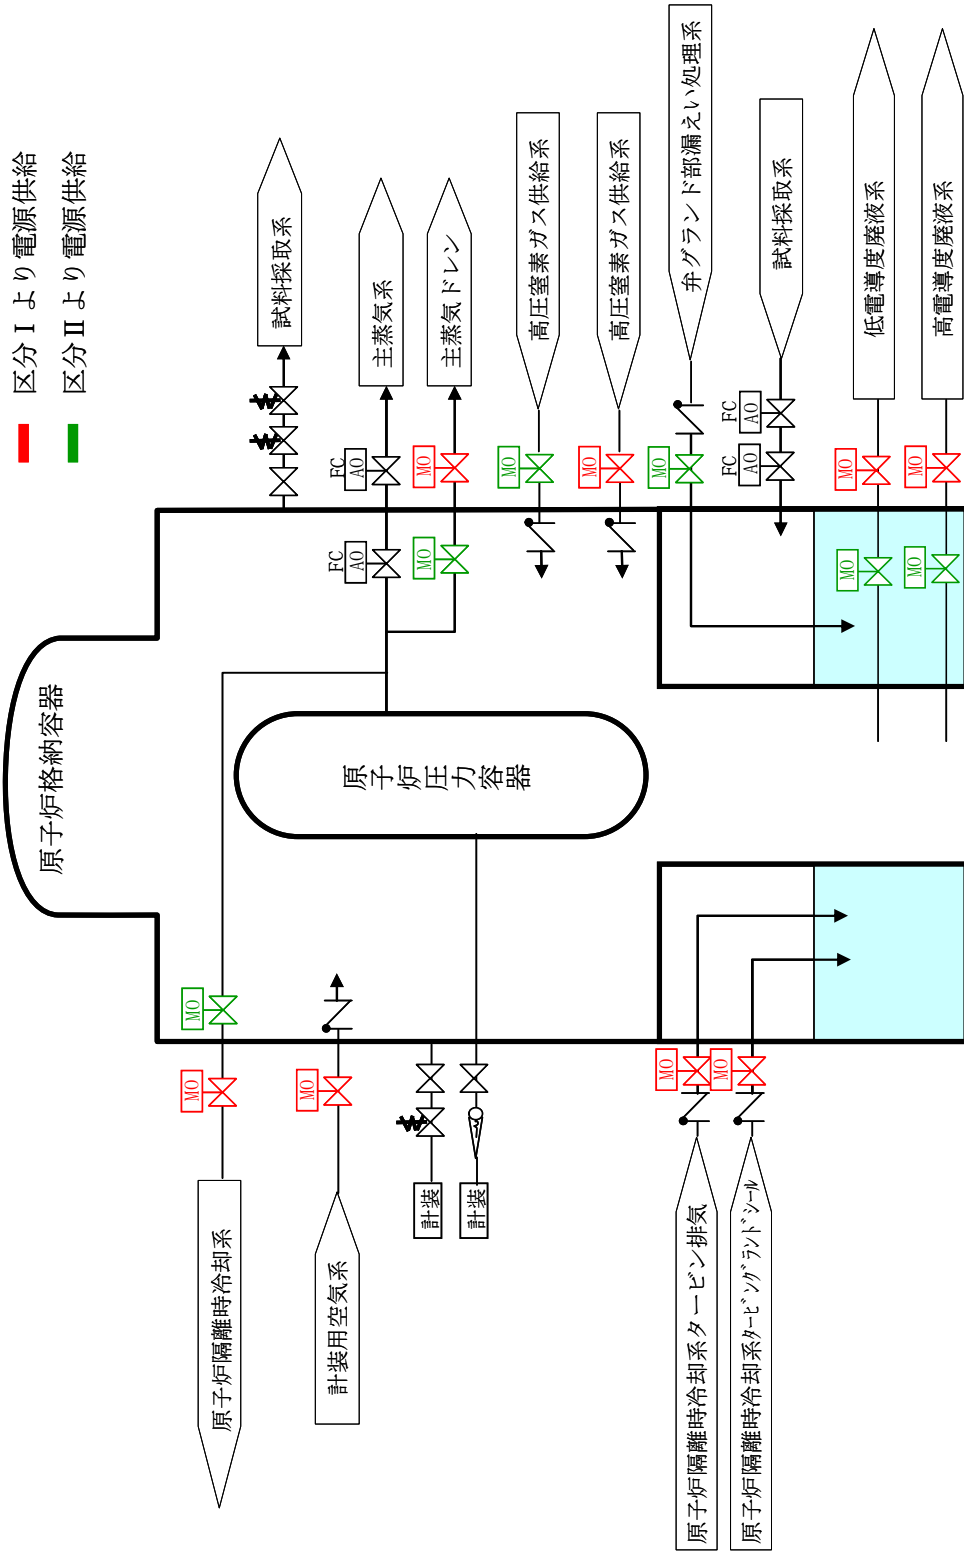 区分Ⅰより電源供給
区分Ⅱより電源供給
原子炉格納容器
原子炉圧力容器
試料採取系
主蒸気系
FC
AO
FC
AO
主蒸気ドレン
MO
MO
高圧窒素ガス供給系
MO
高圧窒素ガス供給系
MO
弁グランド部漏えい処理系
MO
試料採取系
FC
AO
FC
AO
低電導度廃液系
MO
MO
高電導度廃液系
MO
MO
原子炉隔離時冷却系
MO
MO
計装用空気系
MO
計装
計装
原子炉隔離時冷却系タービン排気
MO
原子炉隔離時冷却系ﾀｰﾋﾞﾝｸﾞﾗﾝﾄﾞｼｰﾙ
MO